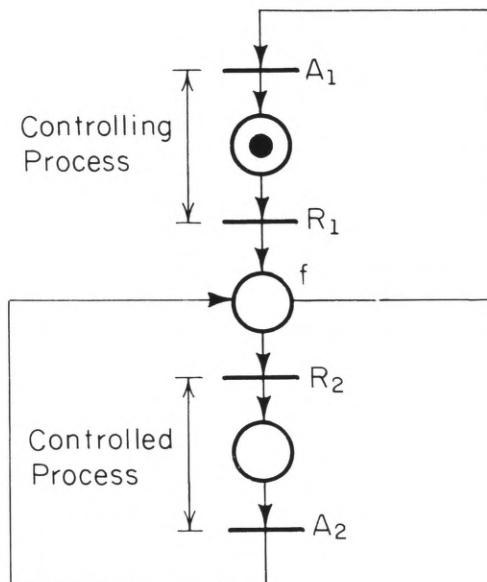 A₁
Controlling
Process
R₁
f
R₂
Controlled
Process
A₂